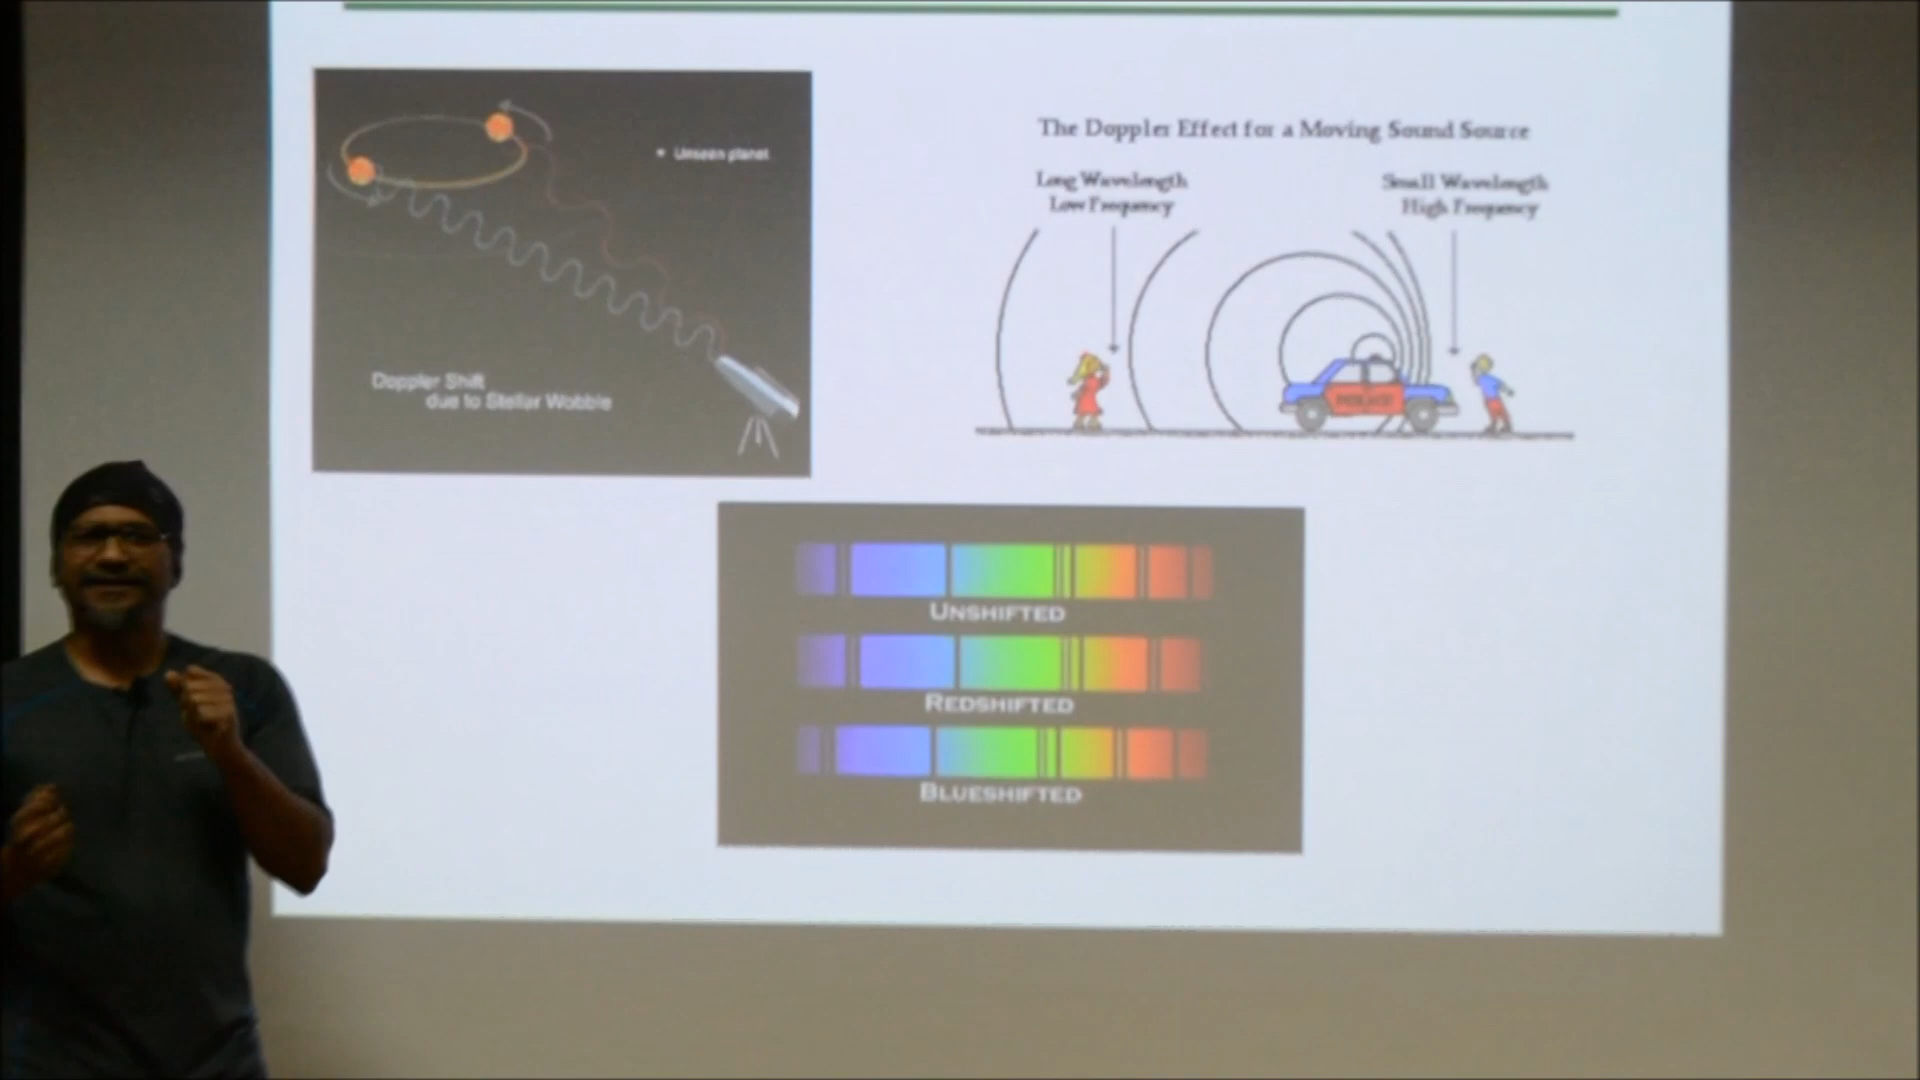 Unseen planet
Doppler Shift
due to Stellar Wobble
The Doppler Effect for a Moving Sound Source
Long Wavelength
Low Frequency
Small Wavelength
High Frequency
POLICE
UNSHIFTED
REDSHIFTED
BLUESHIFTED